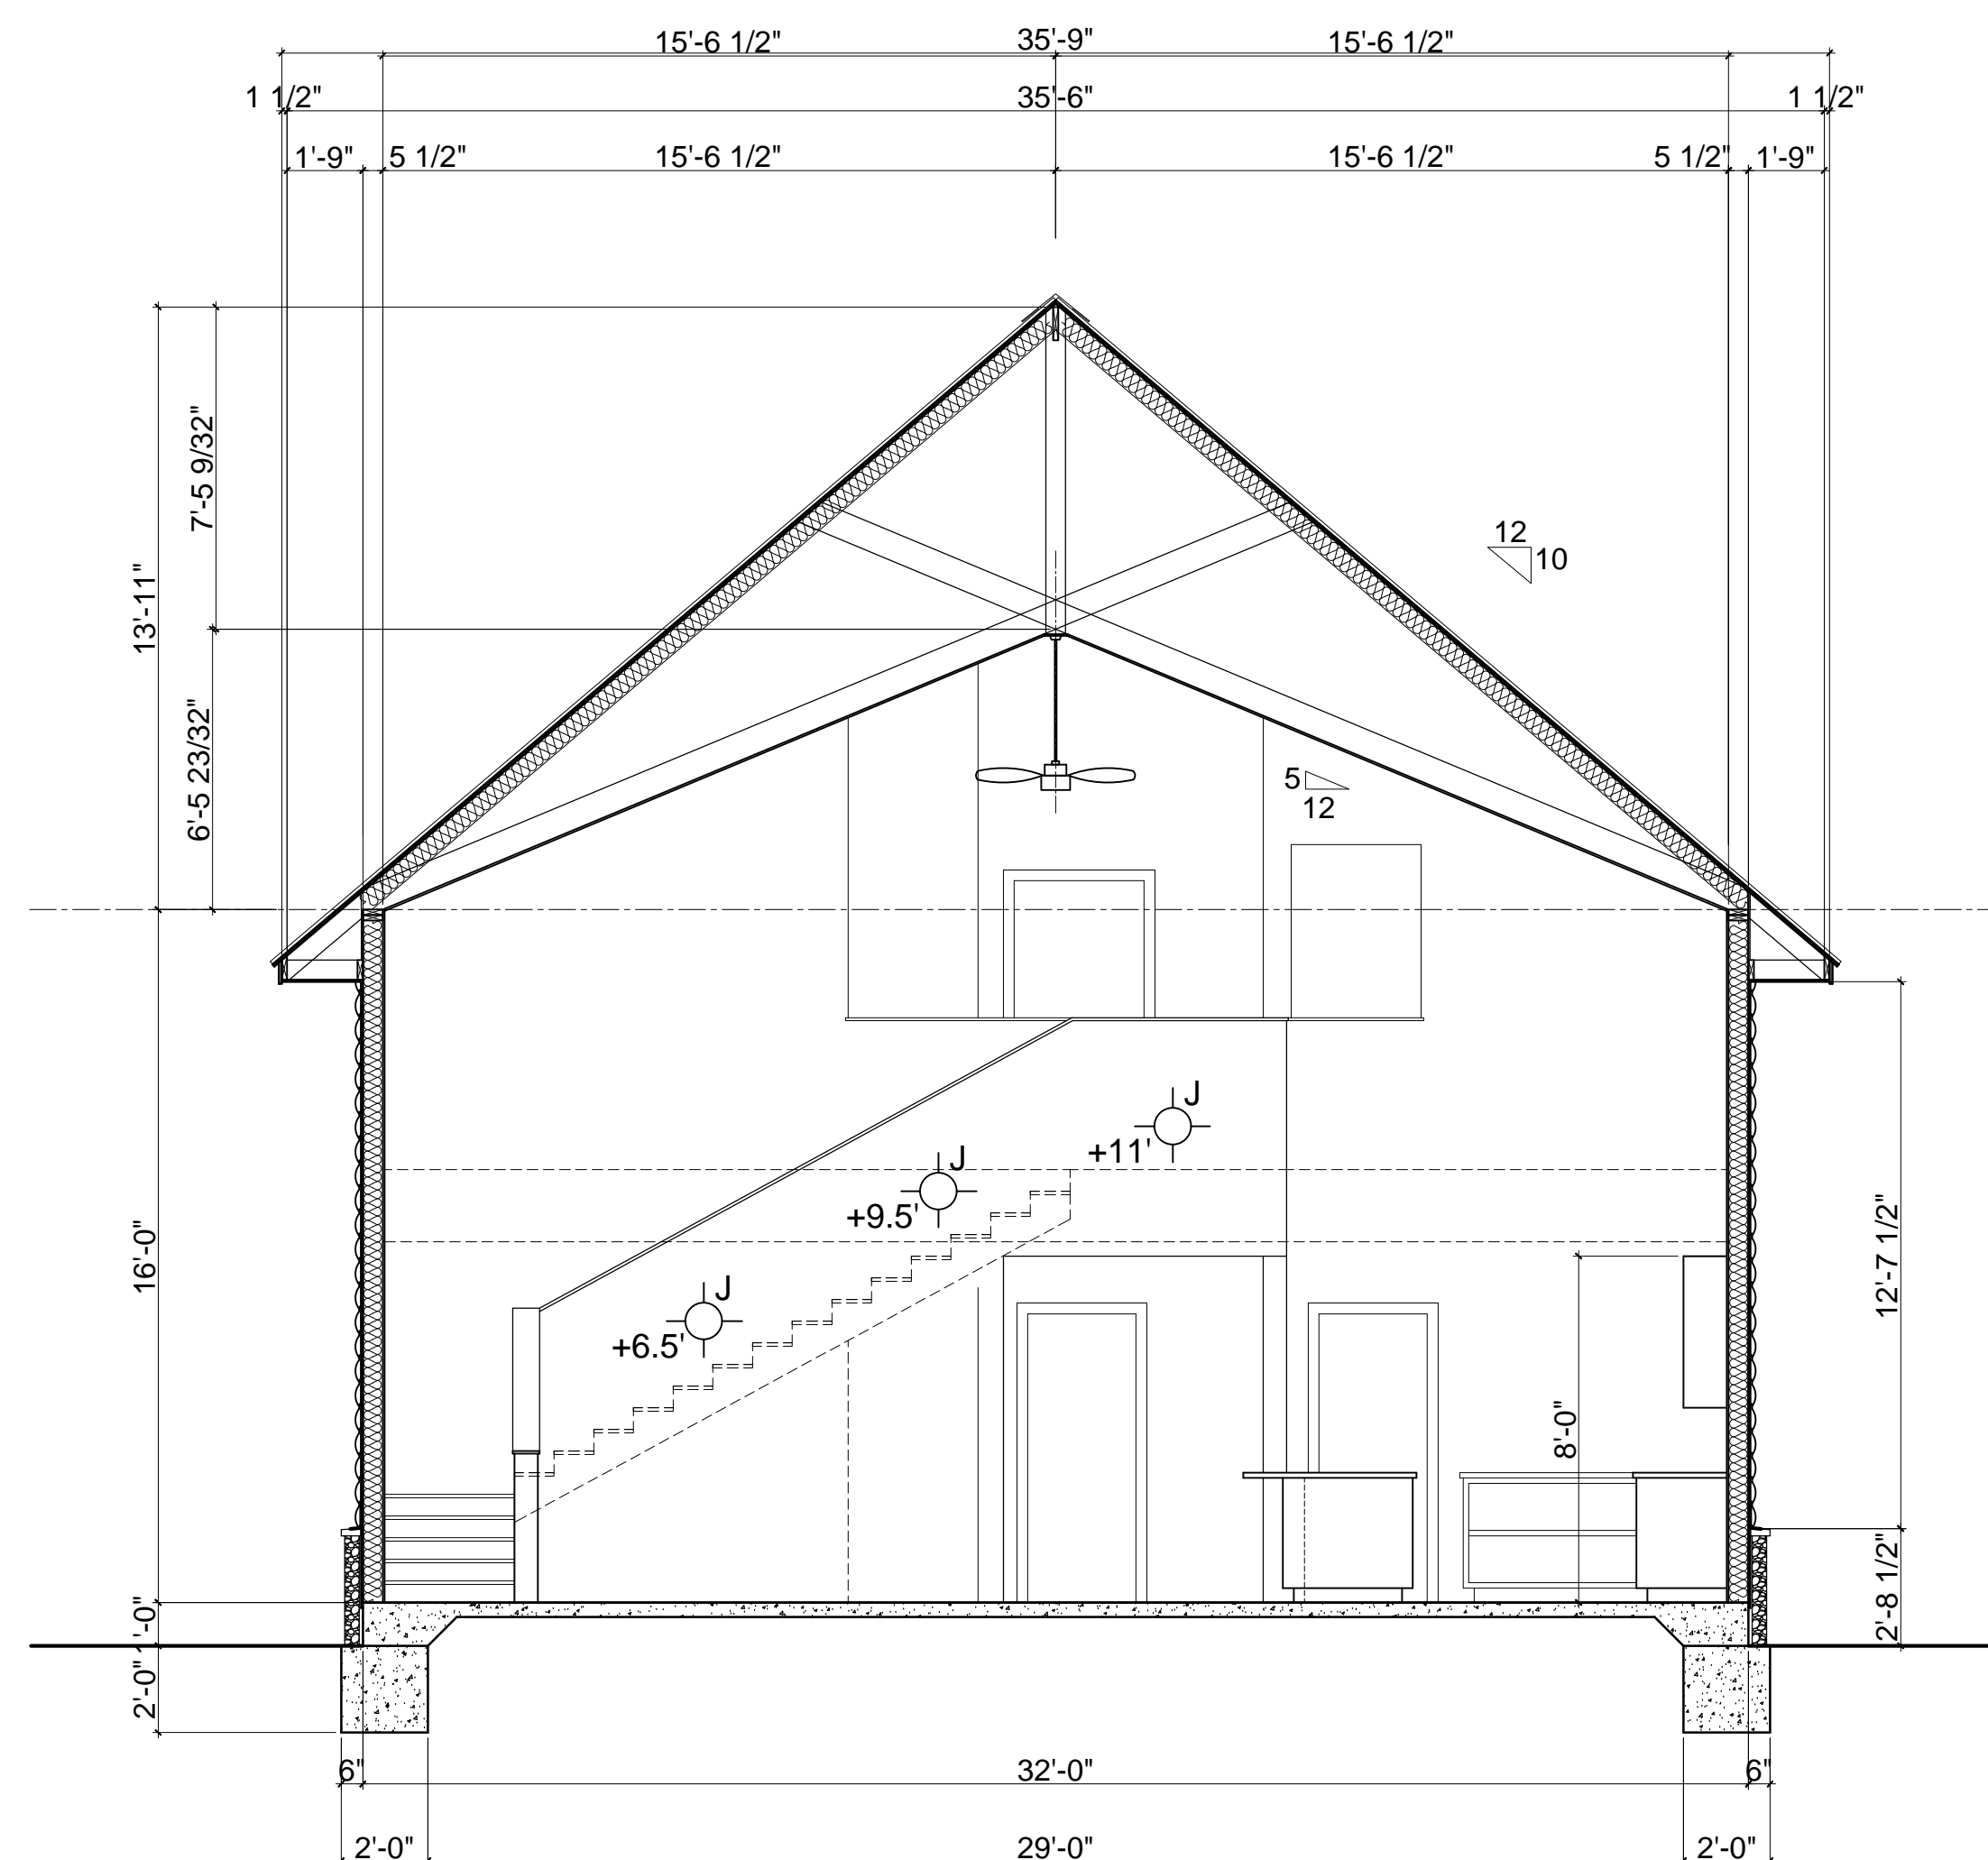 15'-6 1/2" 35'-9" 15'-6 1/2"
1 1/2" 35'-6" 1 1/2"
1'-9" 5 1/2" 15'-6 1/2" 15'-6 1/2" 5 1/2" 1'-9"
7'-5 9/32"
13'-11"
12
10
6'-5 23/32"
5
12
J
+11'
J
+9.5'
J
+6.5'
16'-0"
12'-7 1/2"
8'-0"
2'-8 1/2"
1'-0"
2'-0"
6" 32'-0" 6"
2'-0" 29'-0" 2'-0"